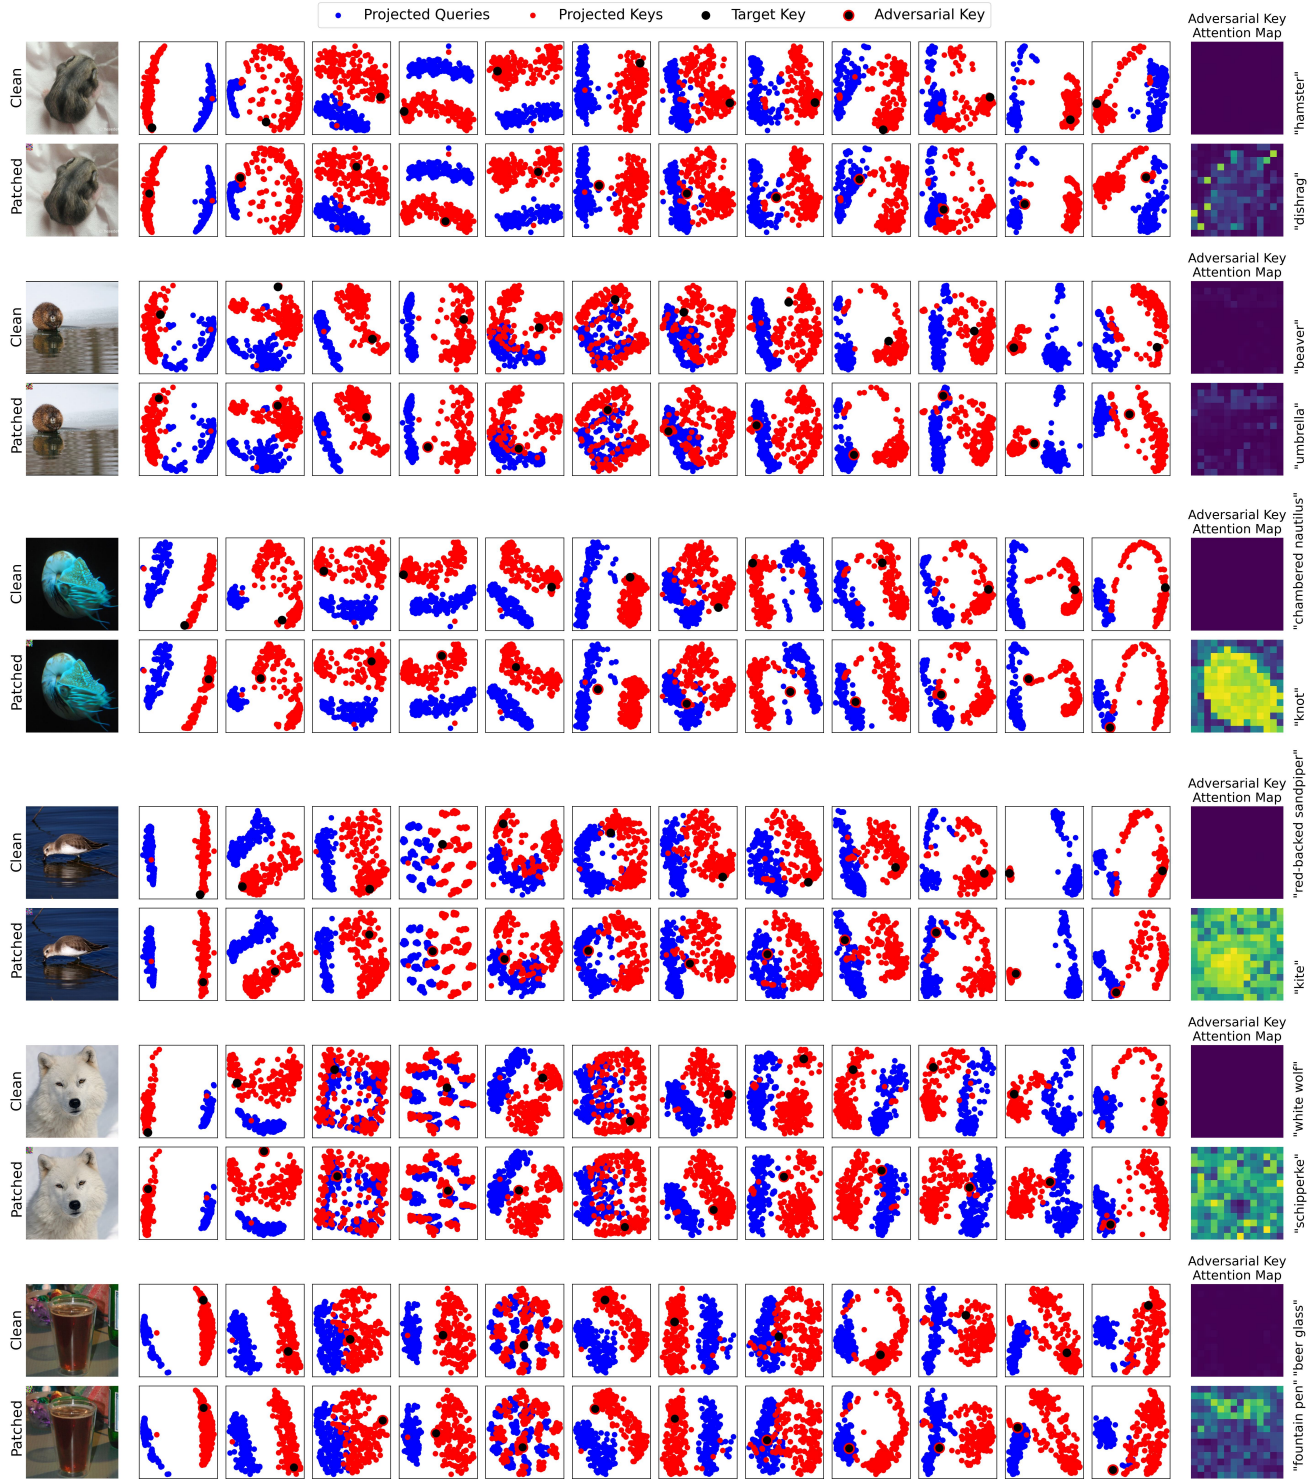 Projected Queries Projected Keys Target Key Adversarial Key
Adversarial Key
Attention Map
Clean
"hamster"
Patched
"dishrag"
Adversarial Key
Attention Map
Clean
"beaver"
Patched
"umbrella"
Adversarial Key
Attention Map
Clean
"chambered nautilus"
Patched
"knot"
Adversarial Key
Attention Map
Clean
"red-backed sandpiper"
Patched
"kite"
Adversarial Key
Attention Map
Clean
"white wolf"
Patched
"schipperke"
Adversarial Key
Attention Map
Clean
"beer glass"
Patched
"fountain pen"